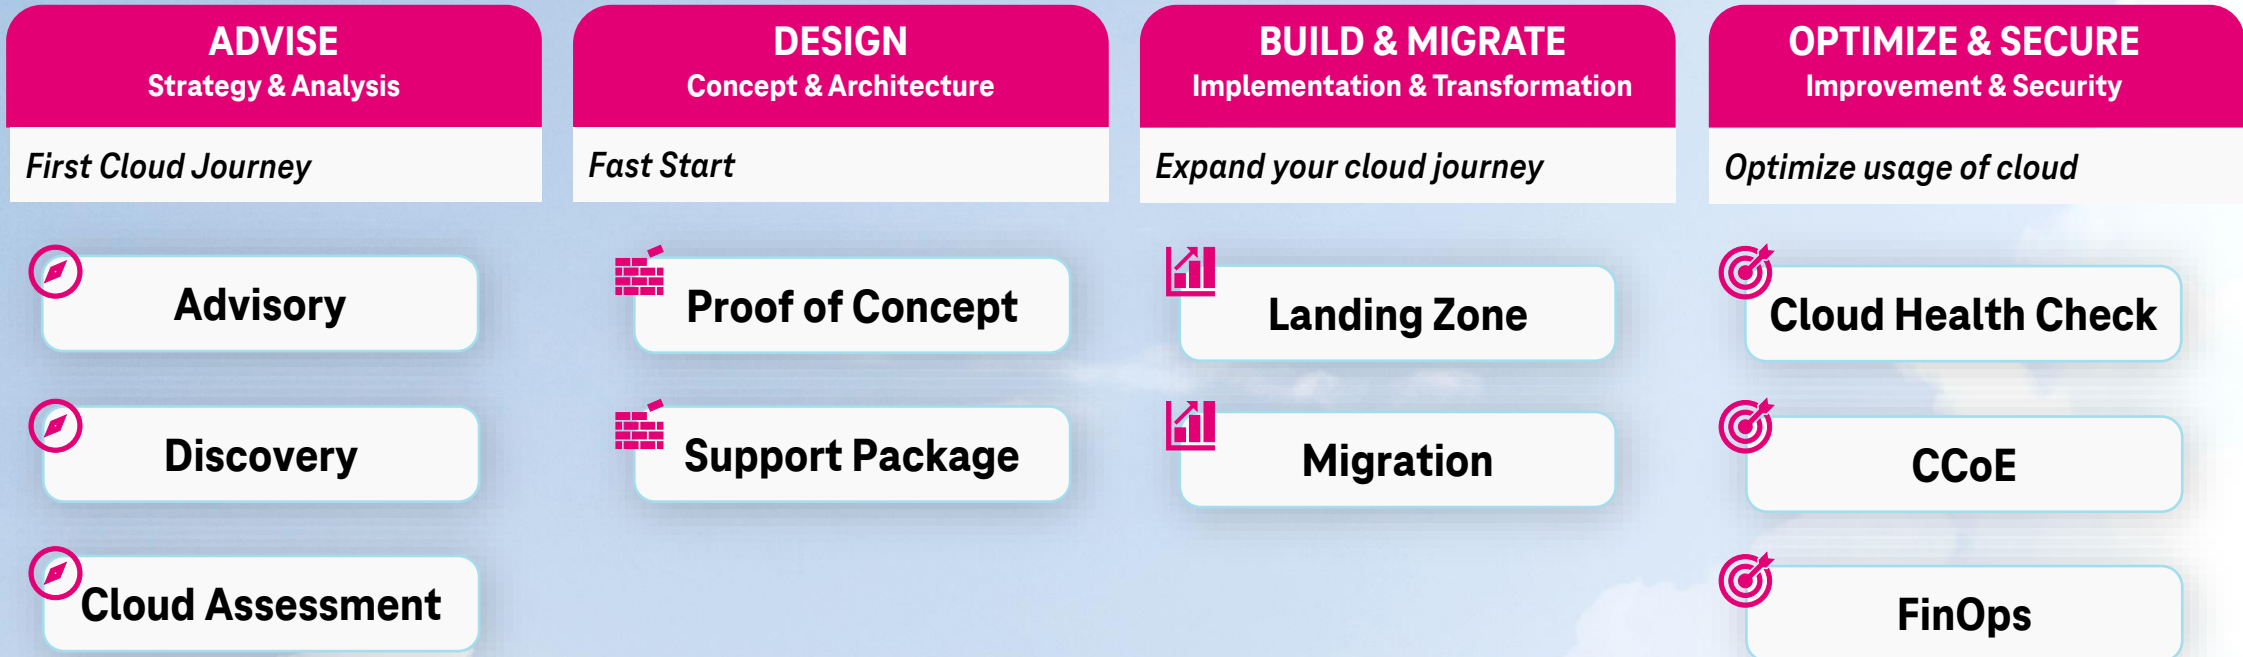 ADVISE
Strategy & Analysis
First Cloud Journey
Advisory
Discovery
Cloud Assessment
DESIGN
Concept & Architecture
Fast Start
Proof of Concept
Support Package
BUILD & MIGRATE
Implementation & Transformation
Expand your cloud journey
Landing Zone
Migration
OPTIMIZE & SECURE
Improvement & Security
Optimize usage of cloud
Cloud Health Check
CCoE
FinOps